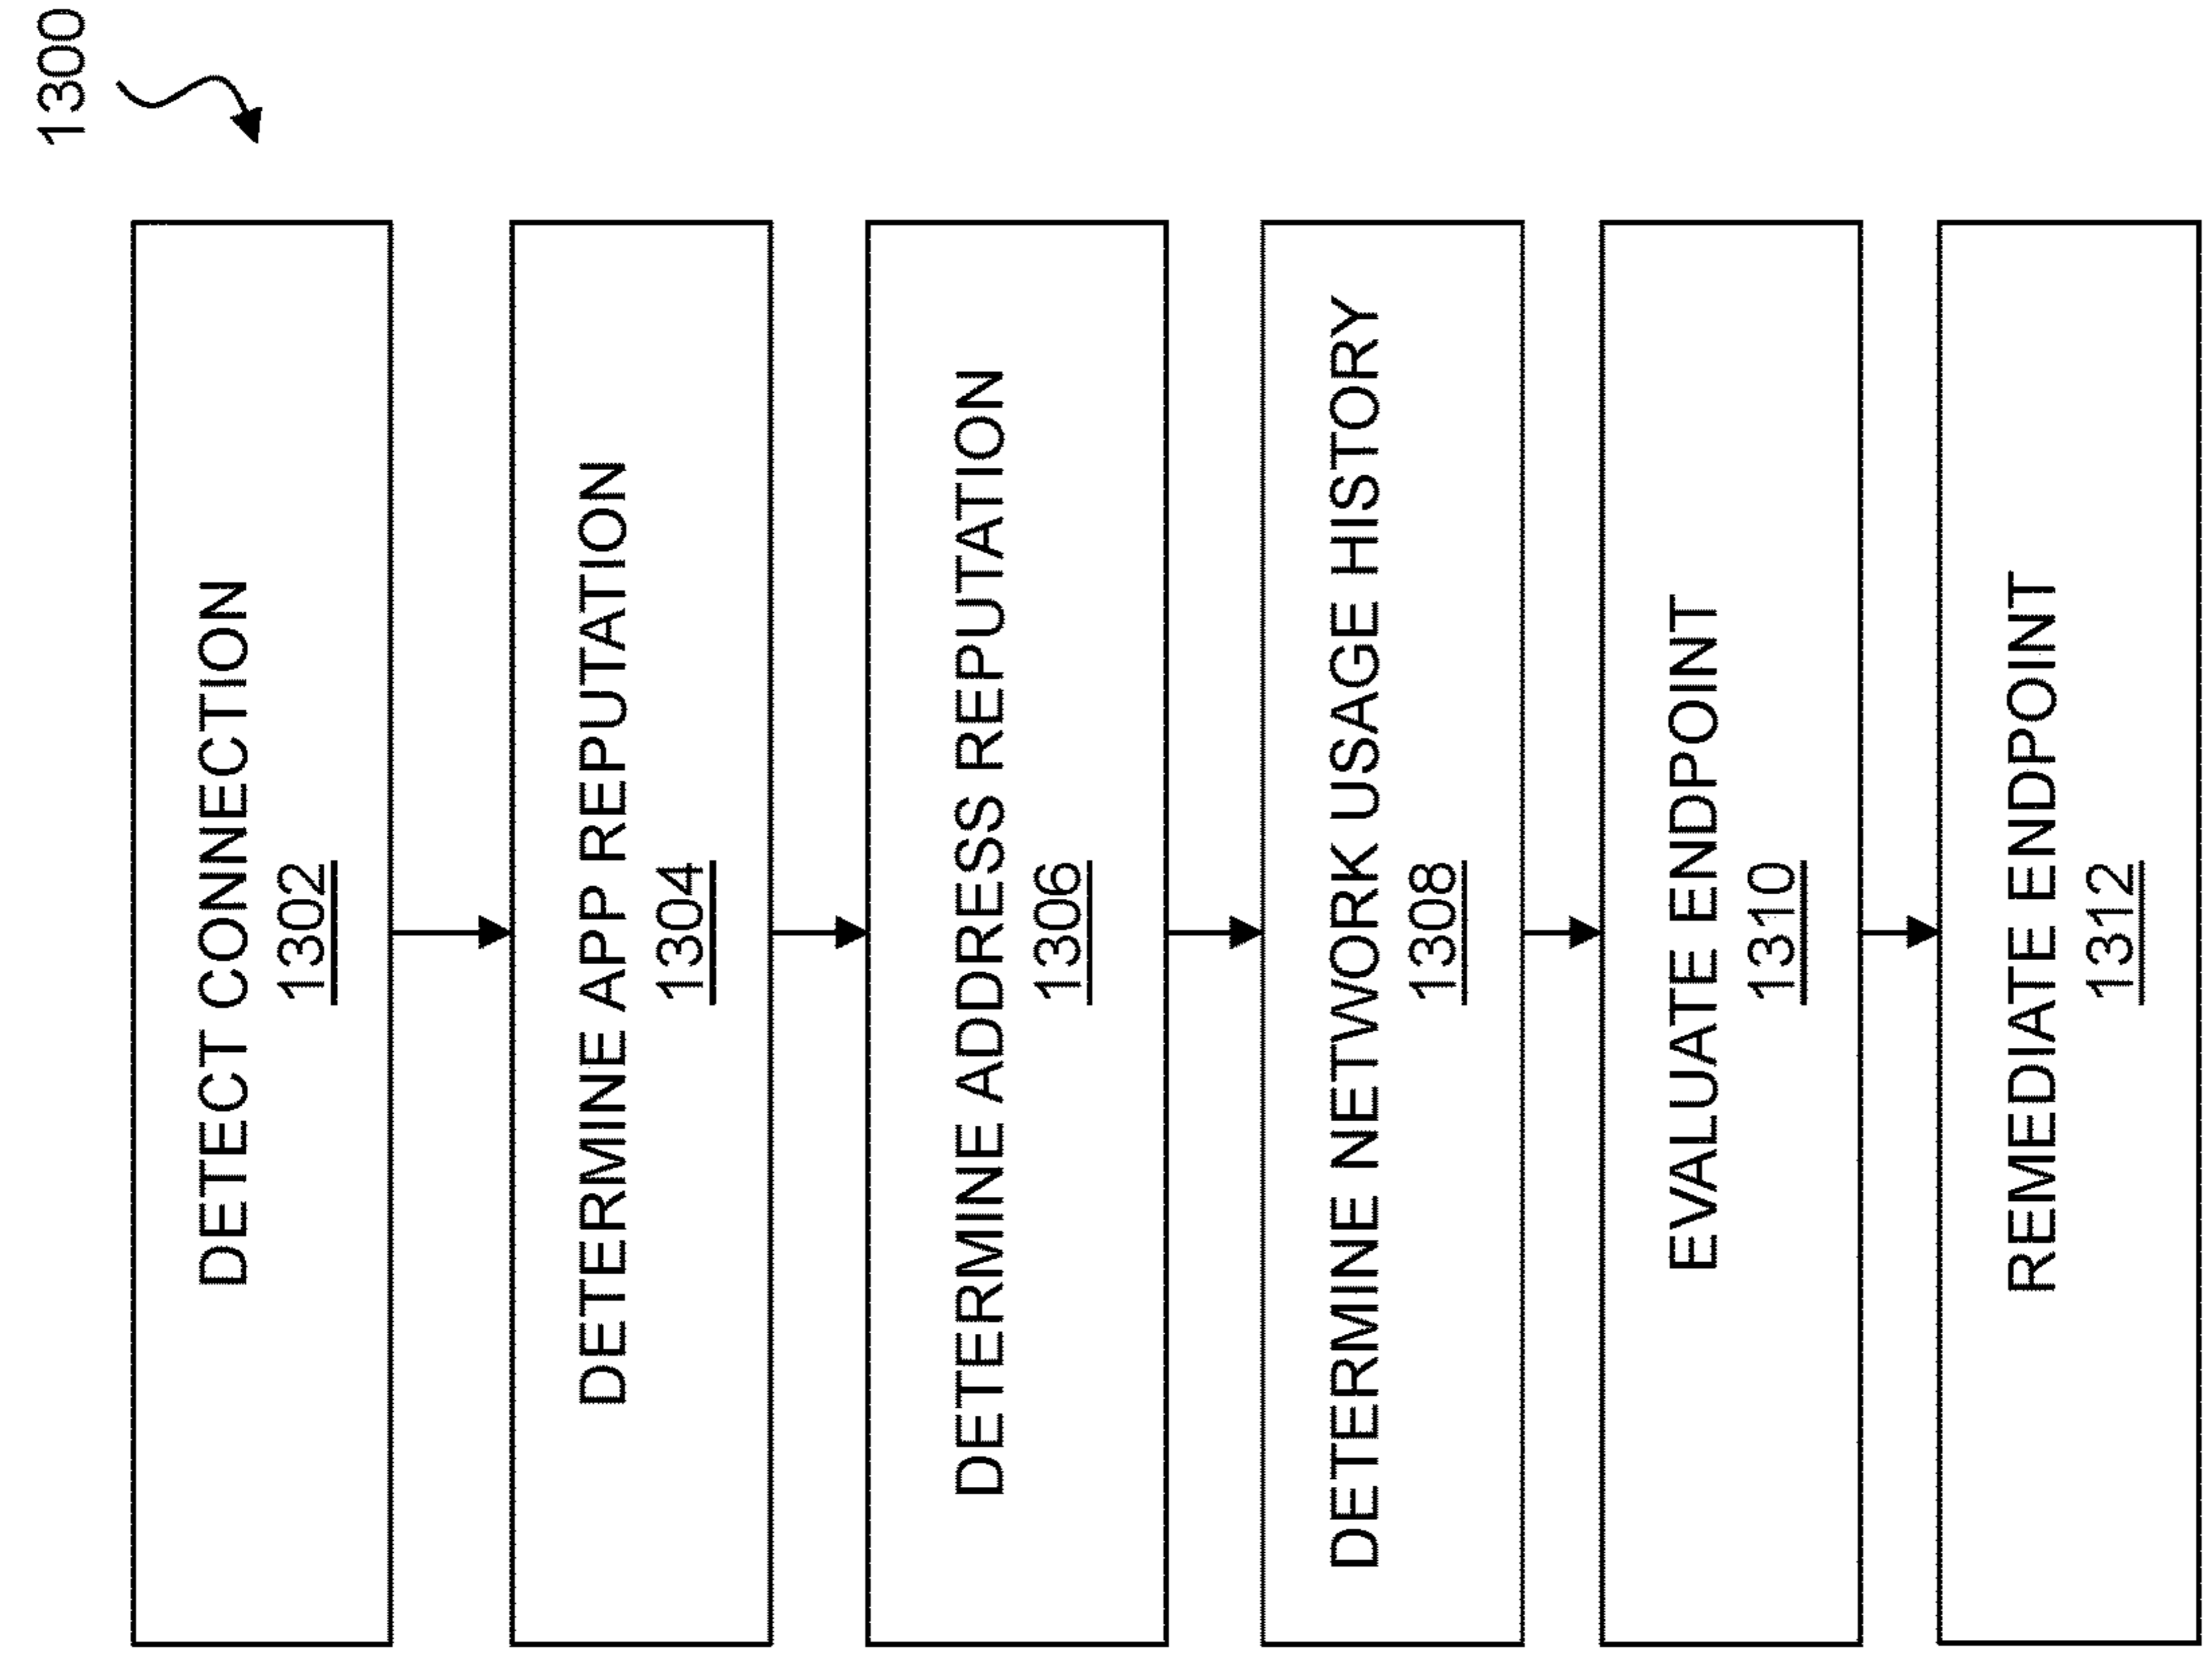 1300
DETECT CONNECTION
1302
DETERMINE APP REPUTATION
1304
DETERMINE ADDRESS REPUTATION
1306
DETERMINE NETWORK USAGE HISTORY
1308
EVALUATE ENDPOINT
1310
REMEDIATE ENDPOINT
1312